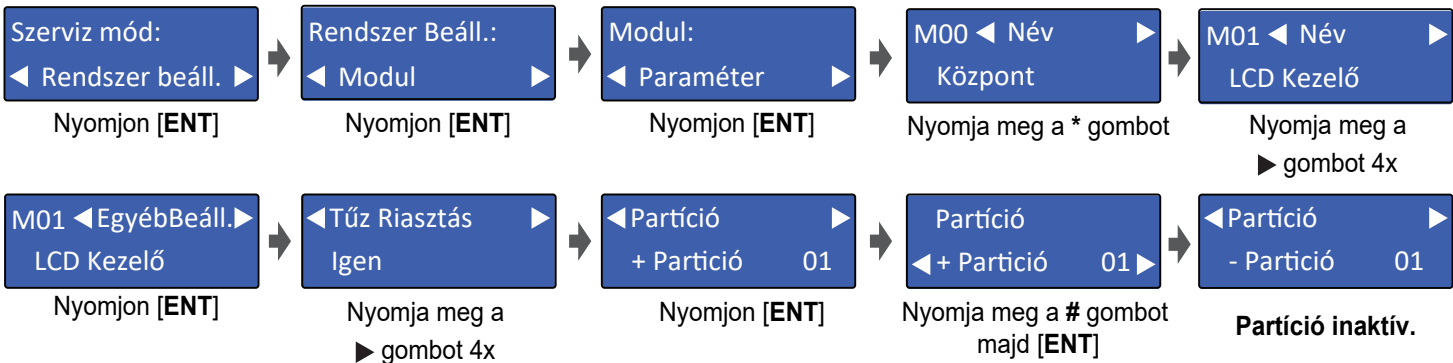 Szerviz mód:
◀ Rendszer beáll. ▶
Nyomjon [ENT]
Rendszer Beáll.:
◀ Modul ▶
Nyomjon [ENT]
Modul:
◀ Paraméter ▶
Nyomjon [ENT]
M00 ◀ Név ▶
Központ
Nyomja meg a * gombot
M01 ◀ Név ▶
LCD Kezelő
Nyomja meg a
▶ gombot 4x
M01 ◀EgyébBeáll.▶
LCD Kezelő
Nyomjon [ENT]
◀Tűz Riasztás ▶
Igen
Nyomja meg a
▶ gombot 4x
◀Partíció ▶
+ Partició 01
Nyomjon [ENT]
Partíció
◀+ Partició 01▶
Nyomja meg a # gombot
majd [ENT]
◀Partíció ▶
- Partició 01
Partíció inaktív.